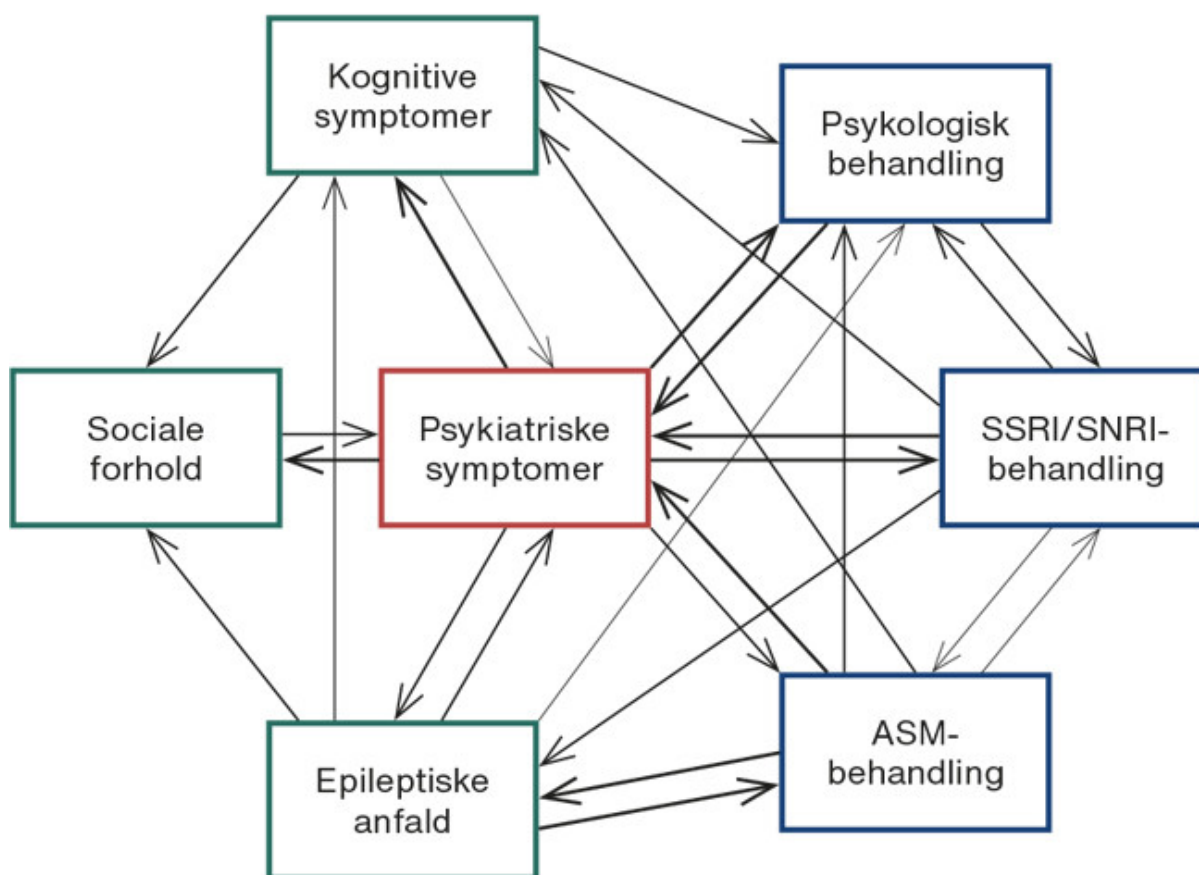 Kognitive
symptomer
Psykologisk
behandling
Sociale
forhold
Psykiatriske
symptomer
SSRI/SNRI-
behandling
Epileptiske
anfald
ASM-
behandling